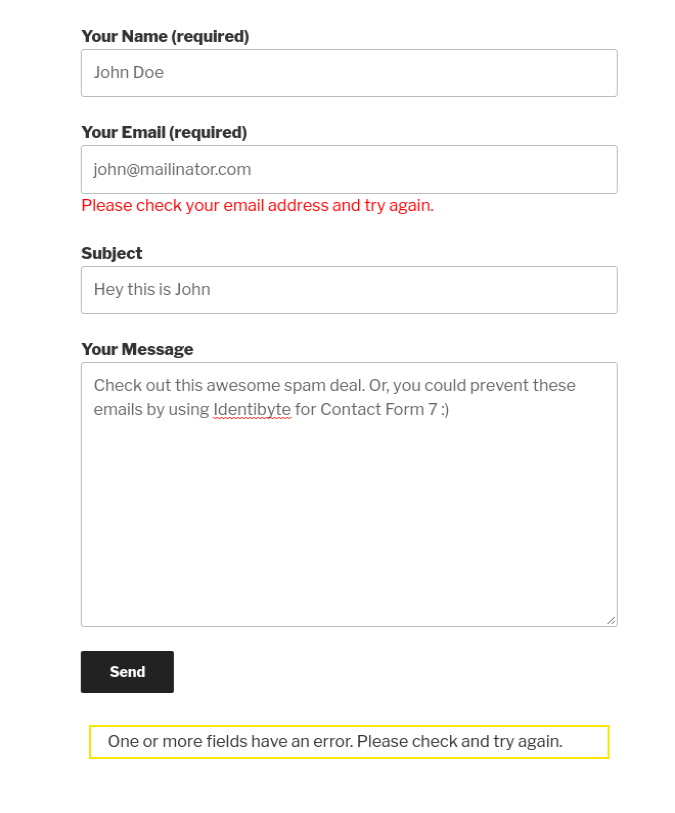 Your Name (required)
John Doe
Your Email (required)
john@mailinator.com
Please check your email address and try again.
Subject
Hey this is John
Your Message
Check out this awesome spam deal. Or, you could prevent these
emails by using Identibyte for Contact Form 7 :)
Send
One or more fields have an error. Please check and try again.